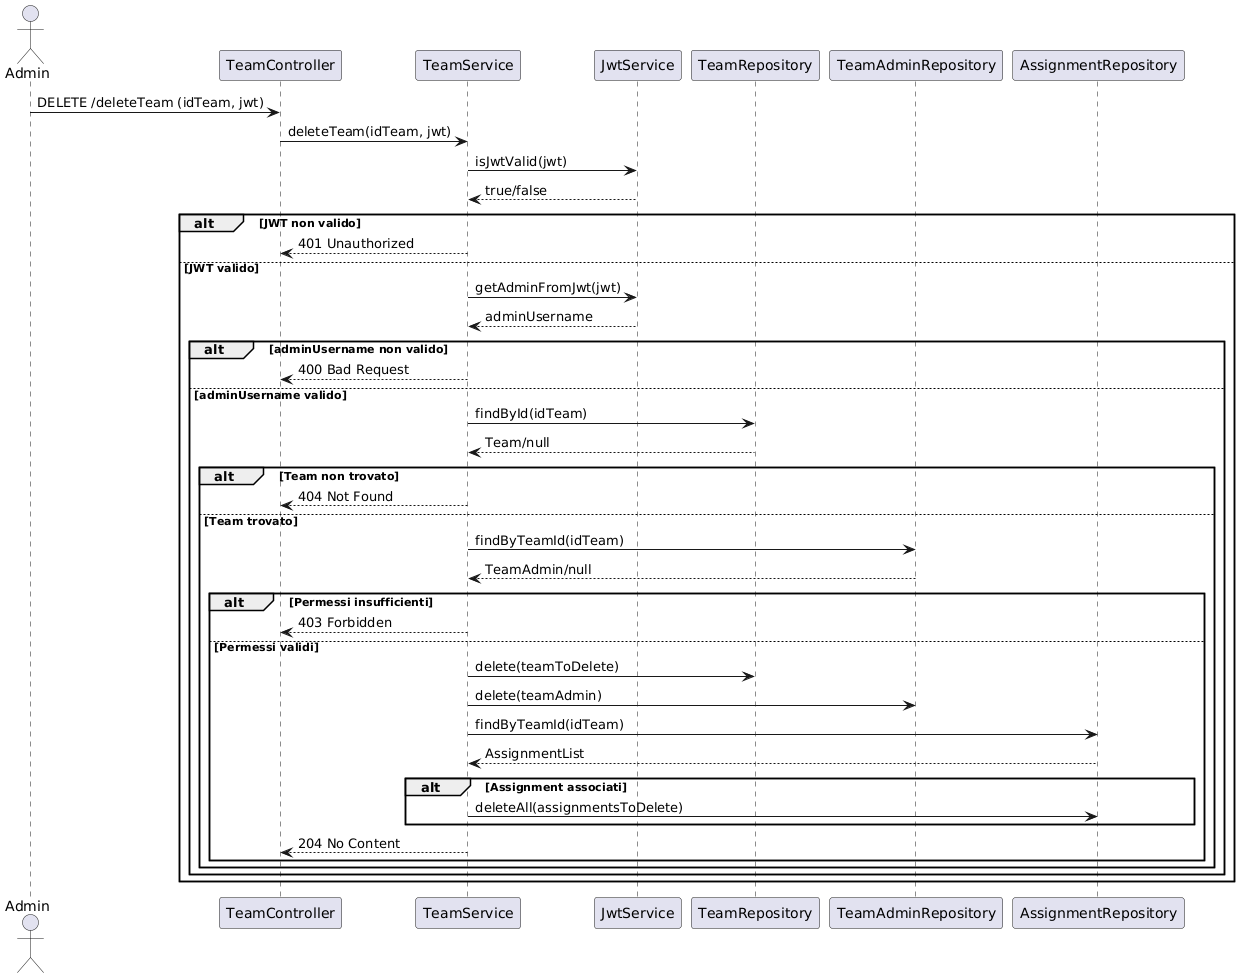 Admin
TeamController
TeamService
JwtService
TeamRepository
TeamAdminRepository
AssignmentRepository
DELETE /deleteTeam (idTeam, jwt)
deleteTeam(idTeam, jwt)
isJwtValid(jwt)
true/false
alt
[JWT non valido]
401 Unauthorized
[JWT valido]
getAdminFromJwt(jwt)
adminUsername
alt
[adminUsername non valido]
400 Bad Request
[adminUsername valido]
findById(idTeam)
Team/null
alt
[Team non trovato]
404 Not Found
[Team trovato]
findByTeamId(idTeam)
TeamAdmin/null
alt
[Permessi insufficienti]
403 Forbidden
[Permessi validi]
delete(teamToDelete)
delete(teamAdmin)
findByTeamId(idTeam)
AssignmentList
alt
[Assignment associati]
deleteAll(assignmentsToDelete)
204 No Content
Admin
TeamController
TeamService
JwtService
TeamRepository
TeamAdminRepository
AssignmentRepository